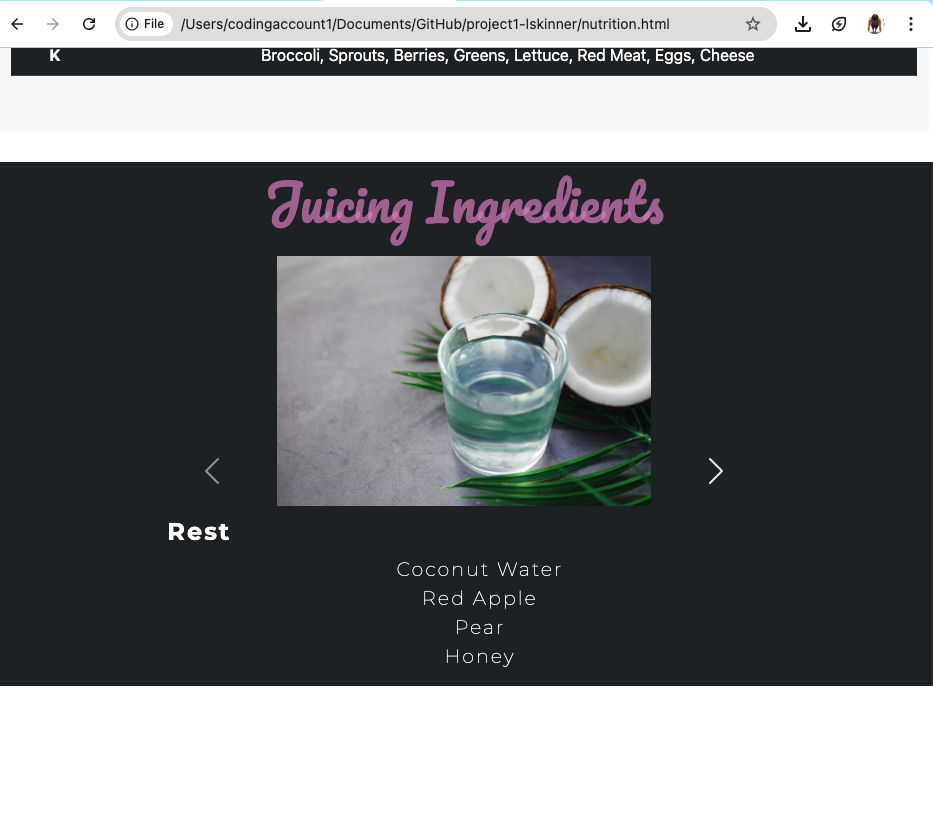 File /Users/codingaccount1/Documents/GitHub/project1-lskinner/nutrition.html
K Broccoli, Sprouts, Berries, Greens, Lettuce, Red Meat, Eggs, Cheese
Juicing Ingredients
Rest
Coconut Water
Red Apple
Pear
Honey